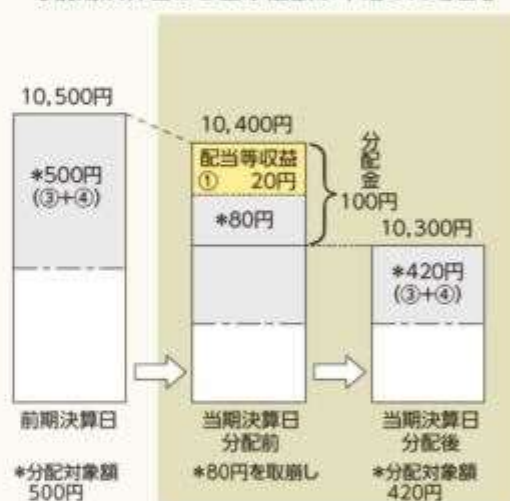 10,500円
*500円
(③+④)
前期決算日
*分配対象額
500円
10,400円
配当等収益
① 20円
*80円
分配金
100円
当期決算日
分配前
*80円を取崩し
10,300円
*420円
(③+④)
当期決算日
分配後
*分配対象額
420円